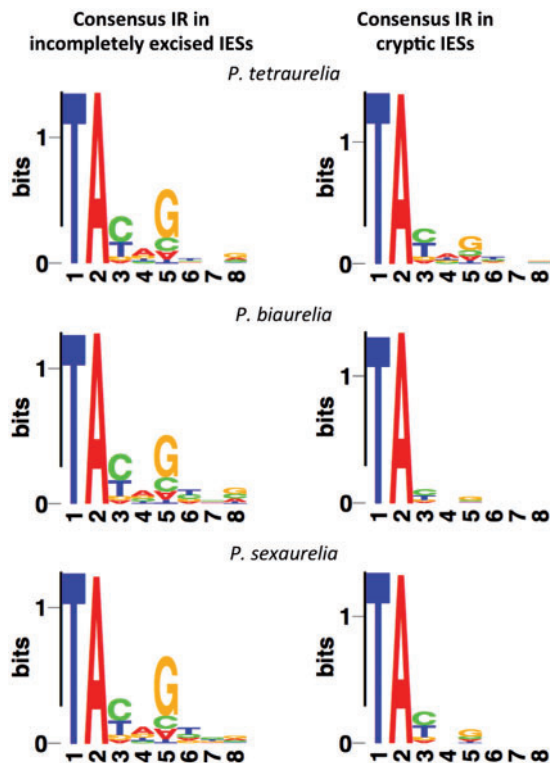 Consensus IR in
incompletely excised IESs
Consensus IR in
cryptic IESs
P. tetraurelia
bits
1
0
TACTGATACTGCATAGCAT
1 2 3 4 5 6 7 8
bits
1
0
1 2 3 4 5 6 7 8
P. biaurelia
bits
1
0
1 2 3 4 5 6 7 8
bits
1
0
1 2 3 4 5 6 7 8
P. sexaurelia
bits
1
0
1 2 3 4 5 6 7 8
bits
1
0
1 2 3 4 5 6 7 8